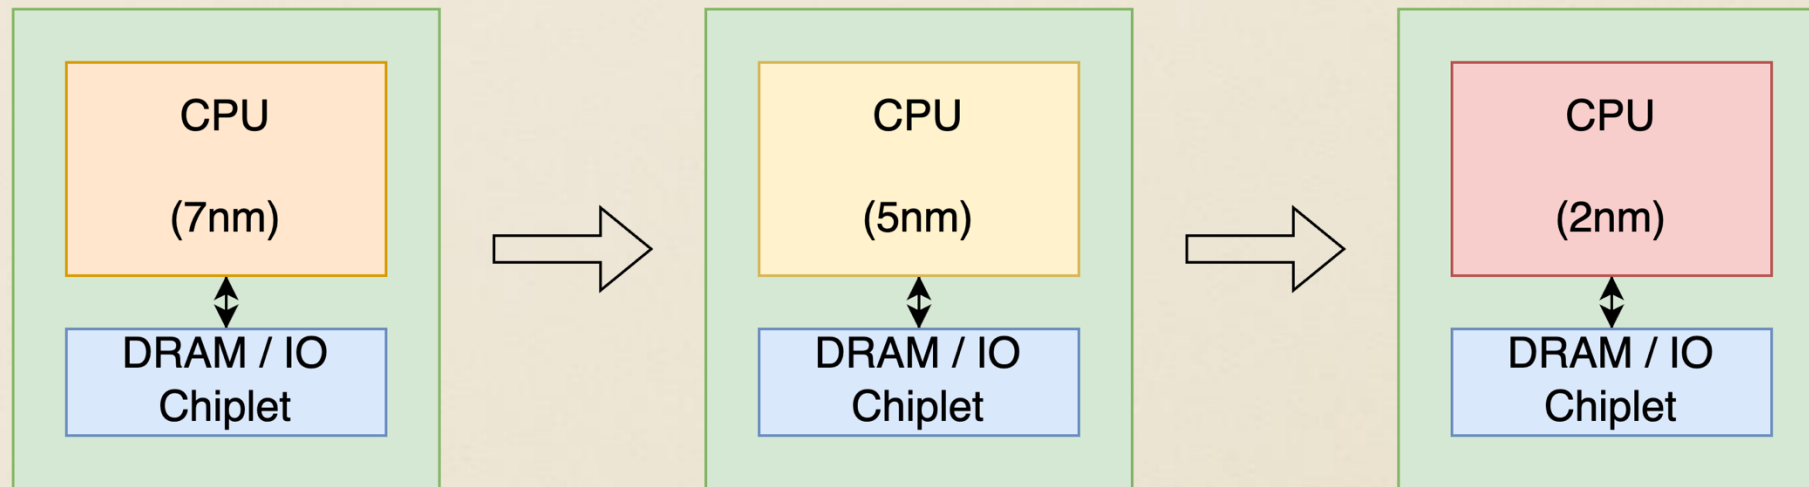 CPU
(7nm)
DRAM / IO
Chiplet
CPU
(5nm)
DRAM / IO
Chiplet
CPU
(2nm)
DRAM / IO
Chiplet